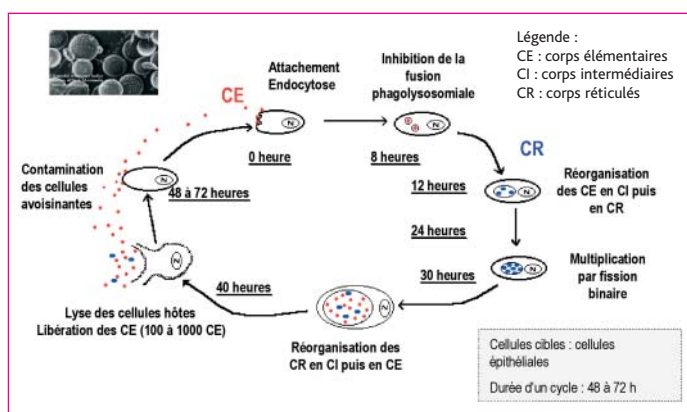 Légende :
CE : corps élémentaires
CI : corps intermédiaires
CR : corps réticulés
Attachement
Endocytose
Inhibition de la
fusion
phagolysosomiale
CE
N
N
0 heure
8 heures
CR
12 heures
N
Réorganisation
des CE en CI puis
en CR
24 heures
30 heures
N
Multiplication
par fission
binaire
N
Réorganisation des
CR en CI puis en CE
40 heures
N
Lyse des cellules hôtes
Libération des CE (100 à 1000 CE)
N
48 à 72 heures
Contamination
des cellules
avoisinantes
Cellules cibles : cellules
épithéliales
Durée d'un cycle : 48 à 72 h